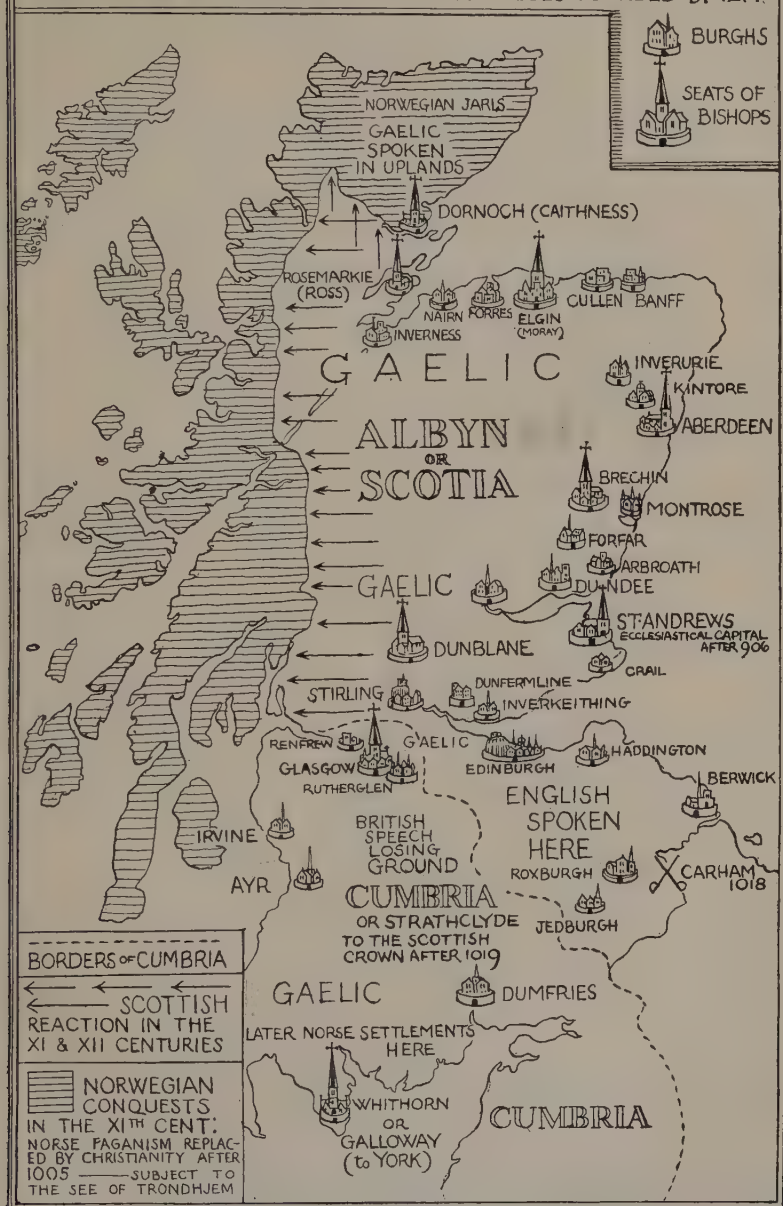 BURGHS
SEATS OF
BISHOPS
NORWEGIAN JARLS
GAELIC
SPOKEN
IN UPLANDS
DORNOCH (CAITHNESS)
ROSEMARKIE
(ROSS)
NAIRN
FORRES
ELGIN
(MORAY)
CULLEN
BANFF
INVERNESS
GAELIC
INVERURIE
KINTORE
ABERDEEN
ALBYN
OR
SCOTIA
BRECHIN
MONTROSE
FORFAR
ARBROATH
GAELIC
DUNDEE
ST. ANDREWS
ECCLESIASTICAL CAPITAL
AFTER 906
DUNBLANE
CRAIL
STIRLING
DUNFERMLINE
INVERKEITHING
RENFREW
GAELIC
GLASGOW
RUTHERGLEN
EDINBURGH
HADDINGTON
BERWICK
ENGLISH
SPOKEN
HERE
IRVINE
BRITISH
SPEECH
LOSING
GROUND
AYR
ROXBURGH
CARHAM
1018
CUMBRIA
OR STRATHCLYDE
TO THE SCOTTISH
CROWN AFTER 1019
JEDBURGH
GAELIC
DUMFRIES
LATER NORSE SETTLEMENTS
HERE
WHITHORN
OR
GALLOWAY
(to YORK)
CUMBRIA
BORDERS OF CUMBRIA
SCOTTISH
REACTION IN THE
XI & XII CENTURIES
NORWEGIAN
CONQUESTS
IN THE XITH CENT:
NORSE PAGANISM REPLAC-
ED BY CHRISTIANITY AFTER
1005 —— SUBJECT TO
THE SEE OF TRONDHJEM